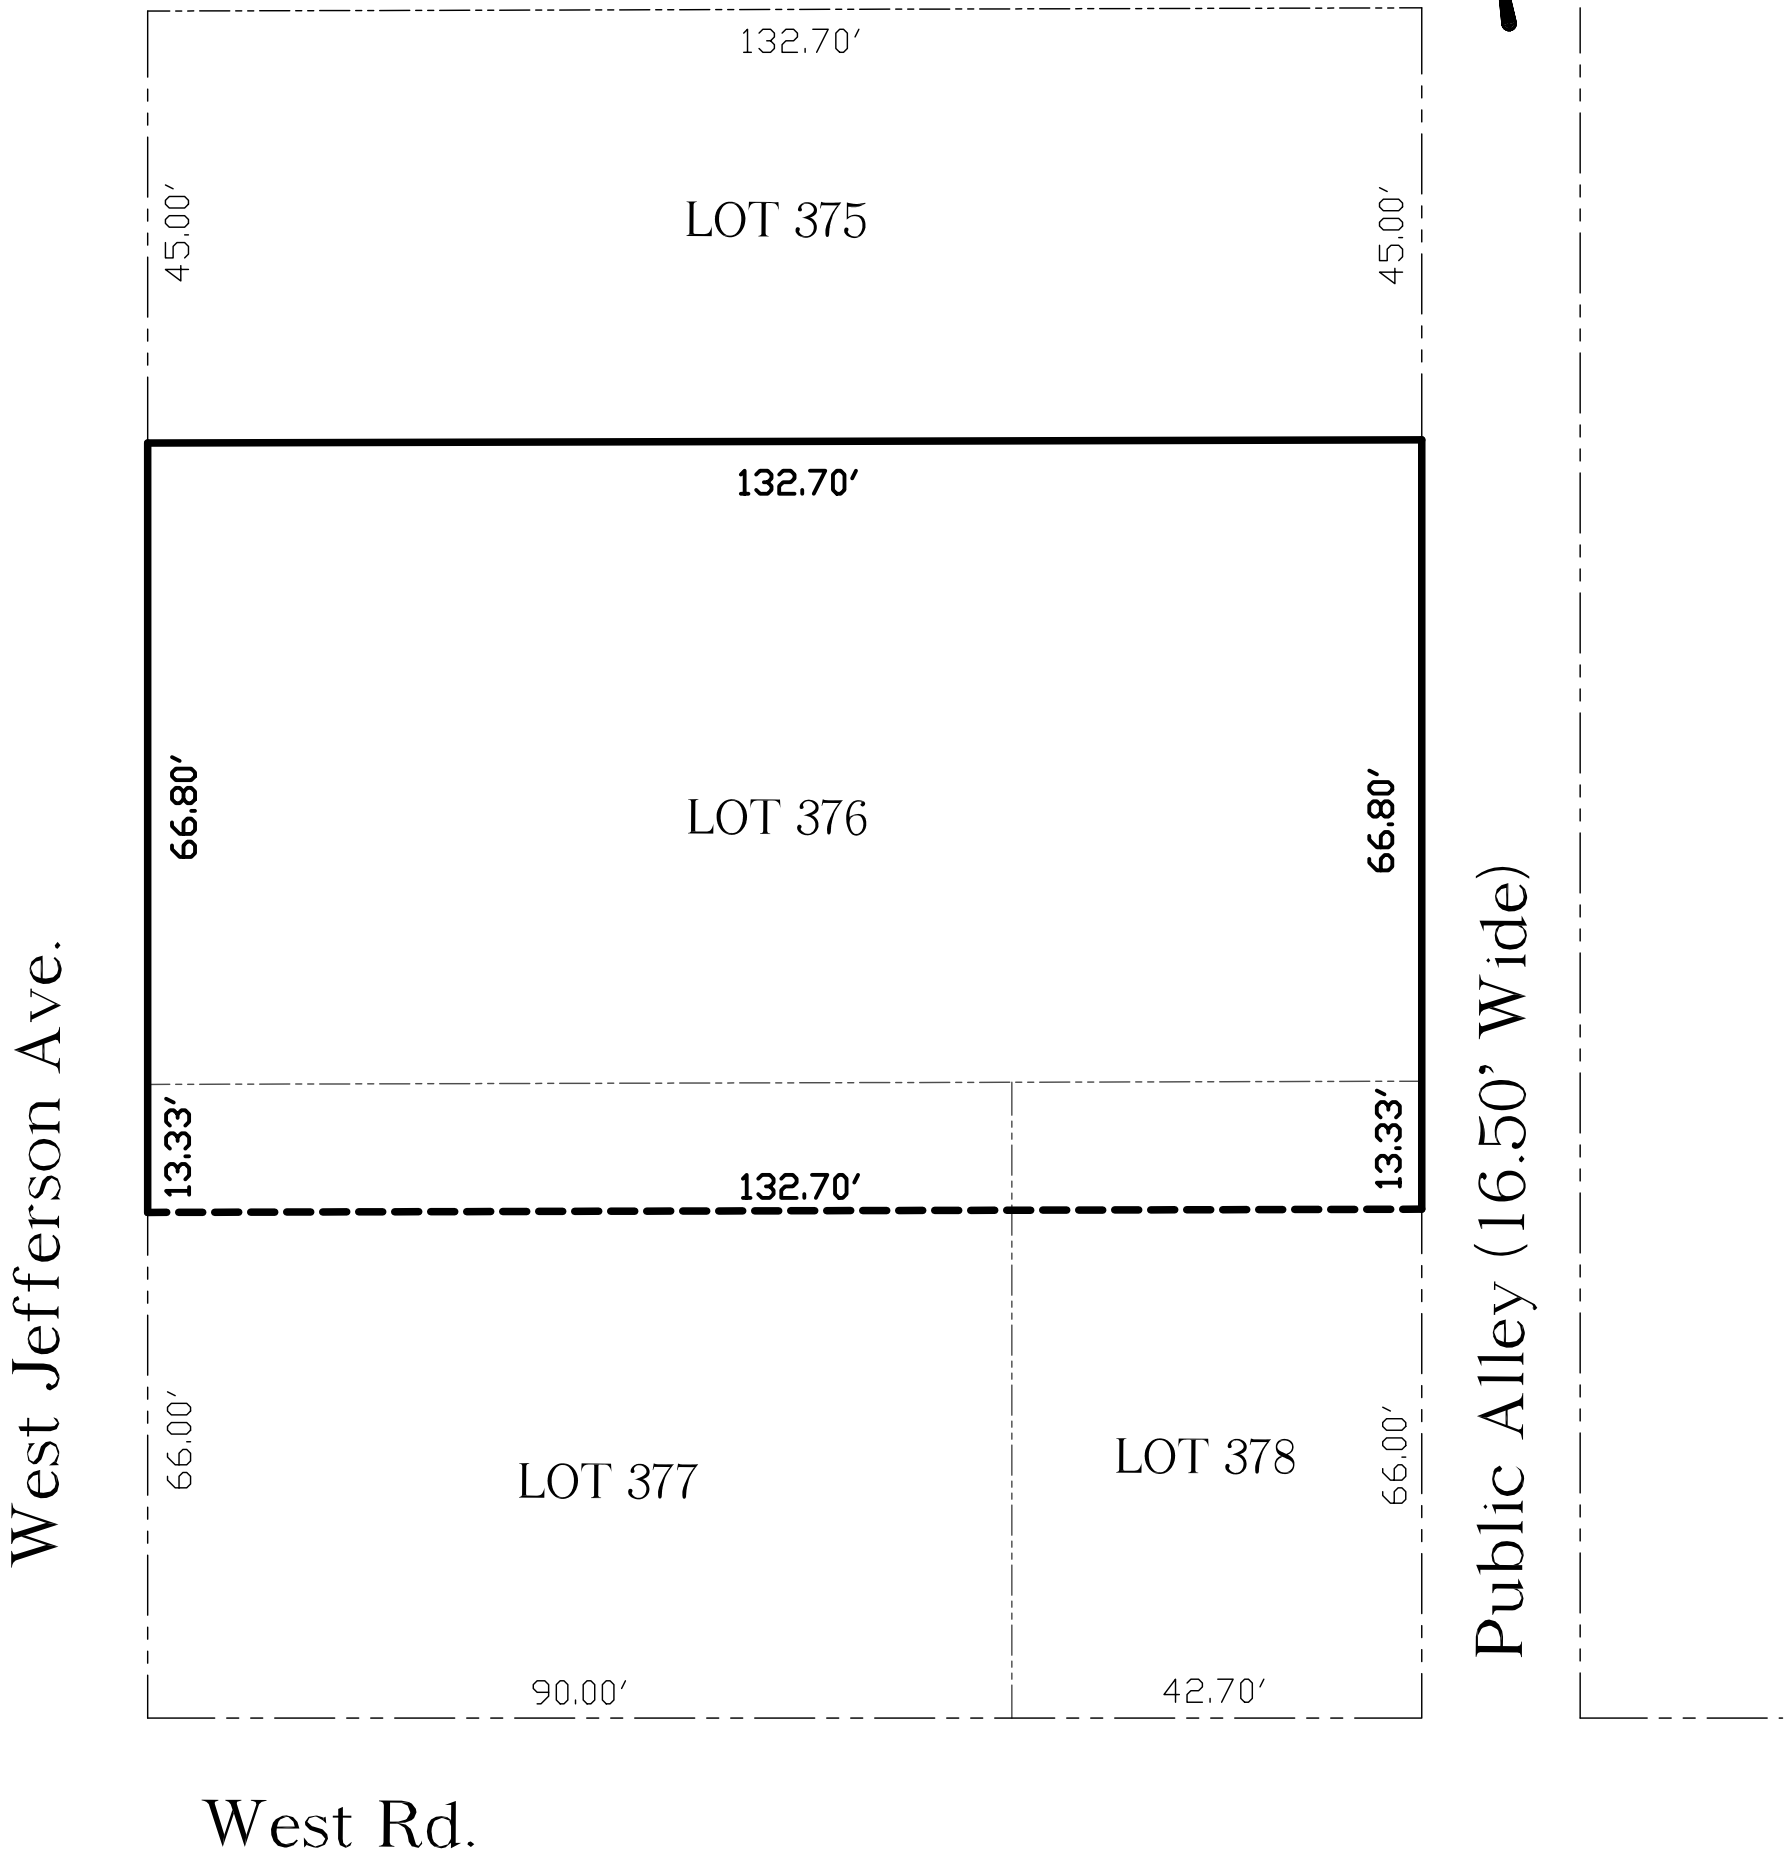 132.70′
45.00′
LOT 375
45.00′
132.70′
66.80′
LOT 376
66.80′
13.33′
132.70′
13.33′
West Jefferson Ave.
Public Alley (16.50’ Wide)
66.00′
LOT 377
LOT 378
66.00′
90.00′
42.70′
West Rd.